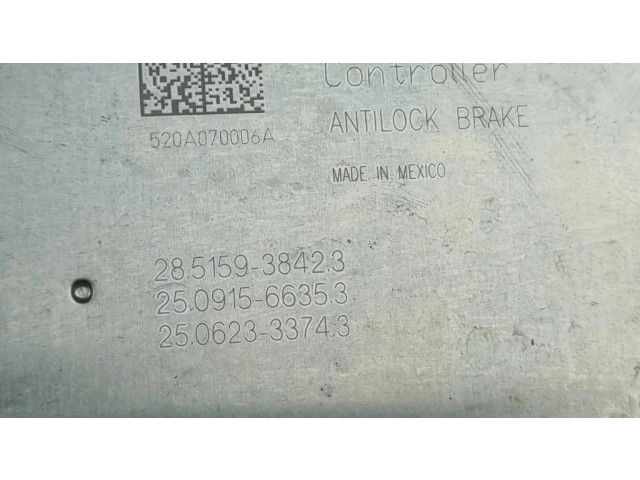 Controller
520A070006A
ANTILOCK BRAKE
MADE IN MEXICO
28.5159-3842.3
25.0915-6635.3
25.0623-3374.3